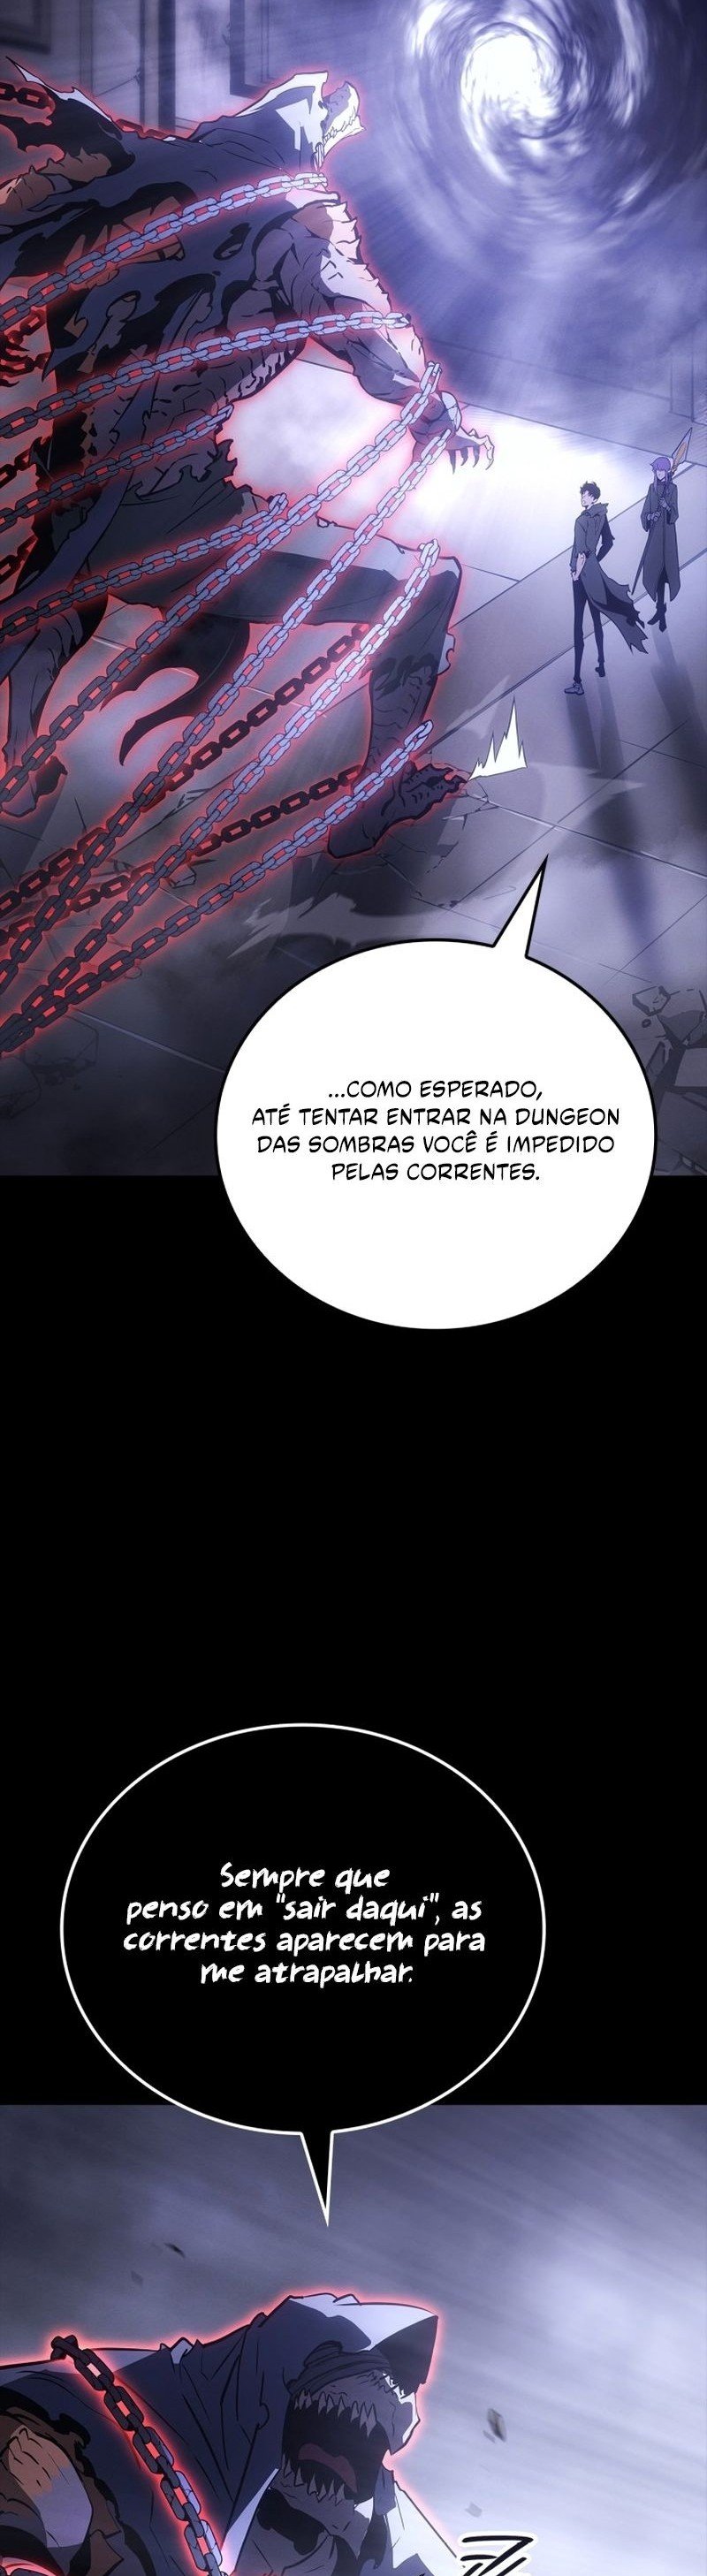 ...COMO ESPERADO,
ATÉ TENTAR ENTRAR NA DUNGEON
DAS SOMBRAS VOCÊ É IMPEDIDO
PELAS CORRENTES.
Sempre que
penso em "sair daqui", as
correntes aparecem para
me atrapalhar.